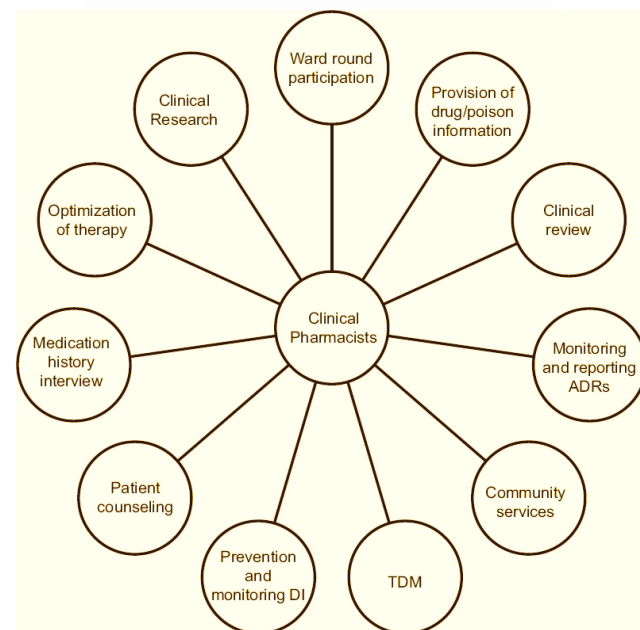 Ward round
participation
Provision of
drug/poison
information
Clinical
review
Monitoring
and reporting
ADRs
Community
services
TDM
Prevention
and
monitoring DI
Patient
counseling
Medication
history
interview
Optimization
of therapy
Clinical
Research
Clinical
Pharmacists